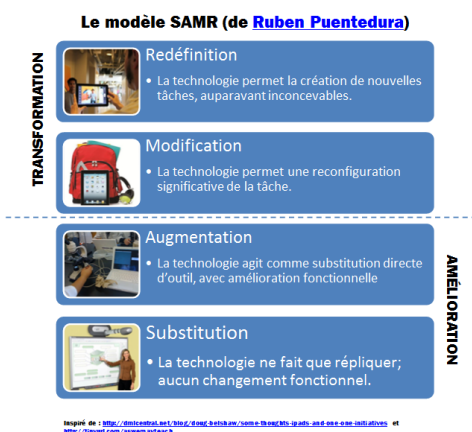 Le modèle SAMR (de Ruben Puentedura)
TRANSFORMATION
Redéfinition
• La technologie permet la création de nouvelles
tâches, auparavant inconcevables.
Modification
• La technologie permet une reconfiguration
significative de la tâche.
AMÉLIORATION
Augmentation
• La technologie agit comme substitution directe
d'outil, avec amélioration fonctionnelle
Substitution
• La technologie ne fait que répliquer;
aucun changement fonctionnel.
Inspiré de : http://dmlcentral.net/blog/doug-belshaw/some-thoughts-ipads-and-one-one-initiatives et